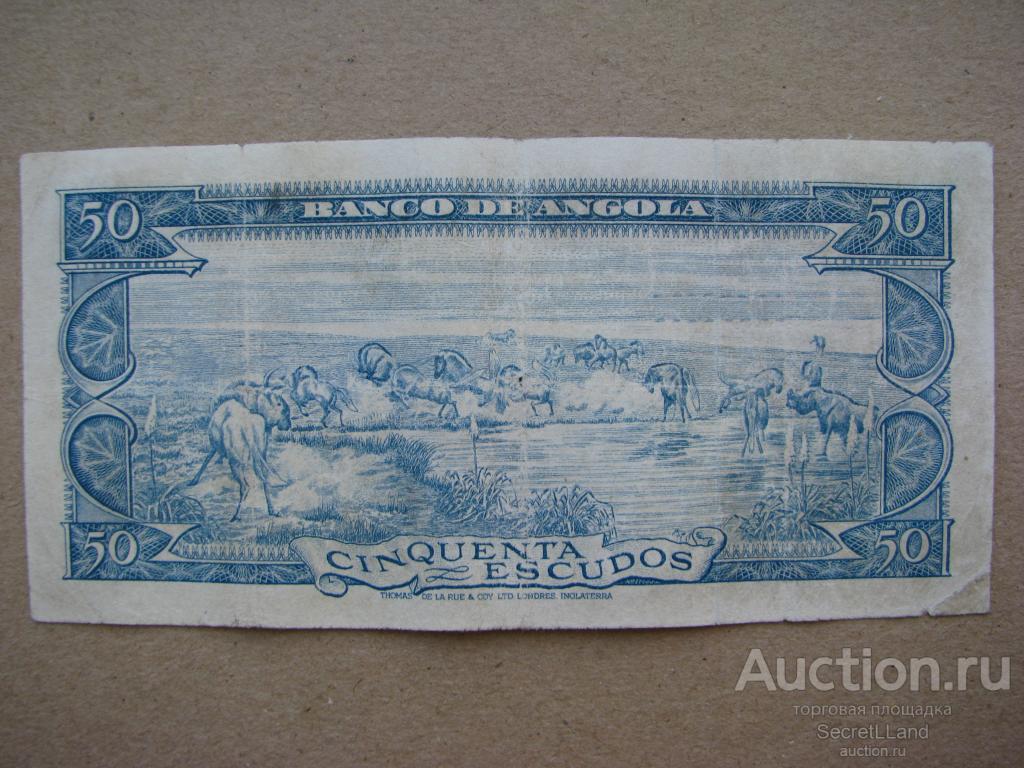 50 BANCO DE ANGOLA 50
50 CINQUENTA 50
ESCUDOS
THOMAS DE LA RUE & COY LTD LONDRES, INGLATERRA
Auction.ru
торговая площадка
SecretLLand
auction.ru